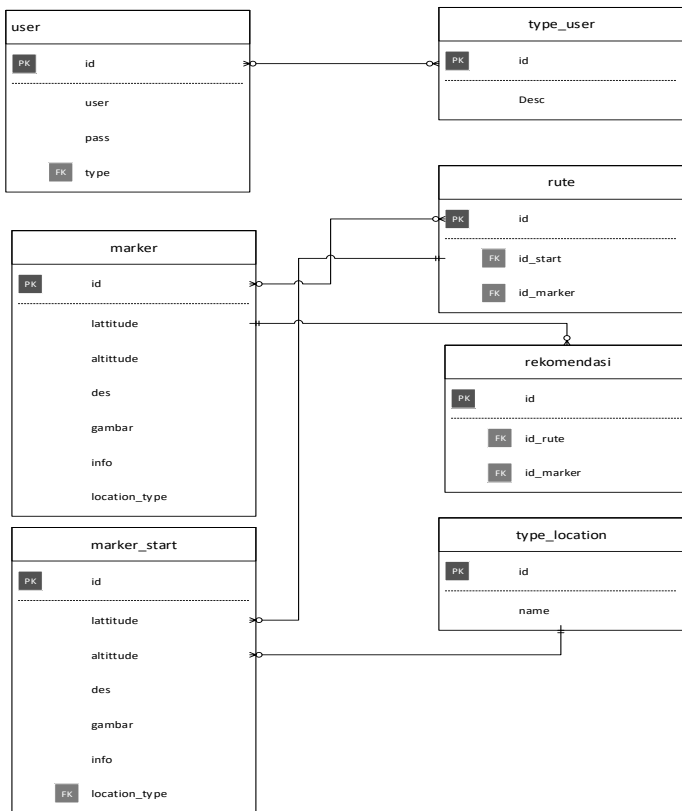 user
PK id
user
pass
FK type
type_user
PK id
Desc
rute
PK id
FK id_start
FK id_marker
marker
PK id
lattitude
altittude
des
gambar
info
location_type
rekomendasi
PK id
FK id_rute
FK id_marker
marker_start
PK id
lattitude
altittude
des
gambar
info
FK location_type
type_location
PK id
name